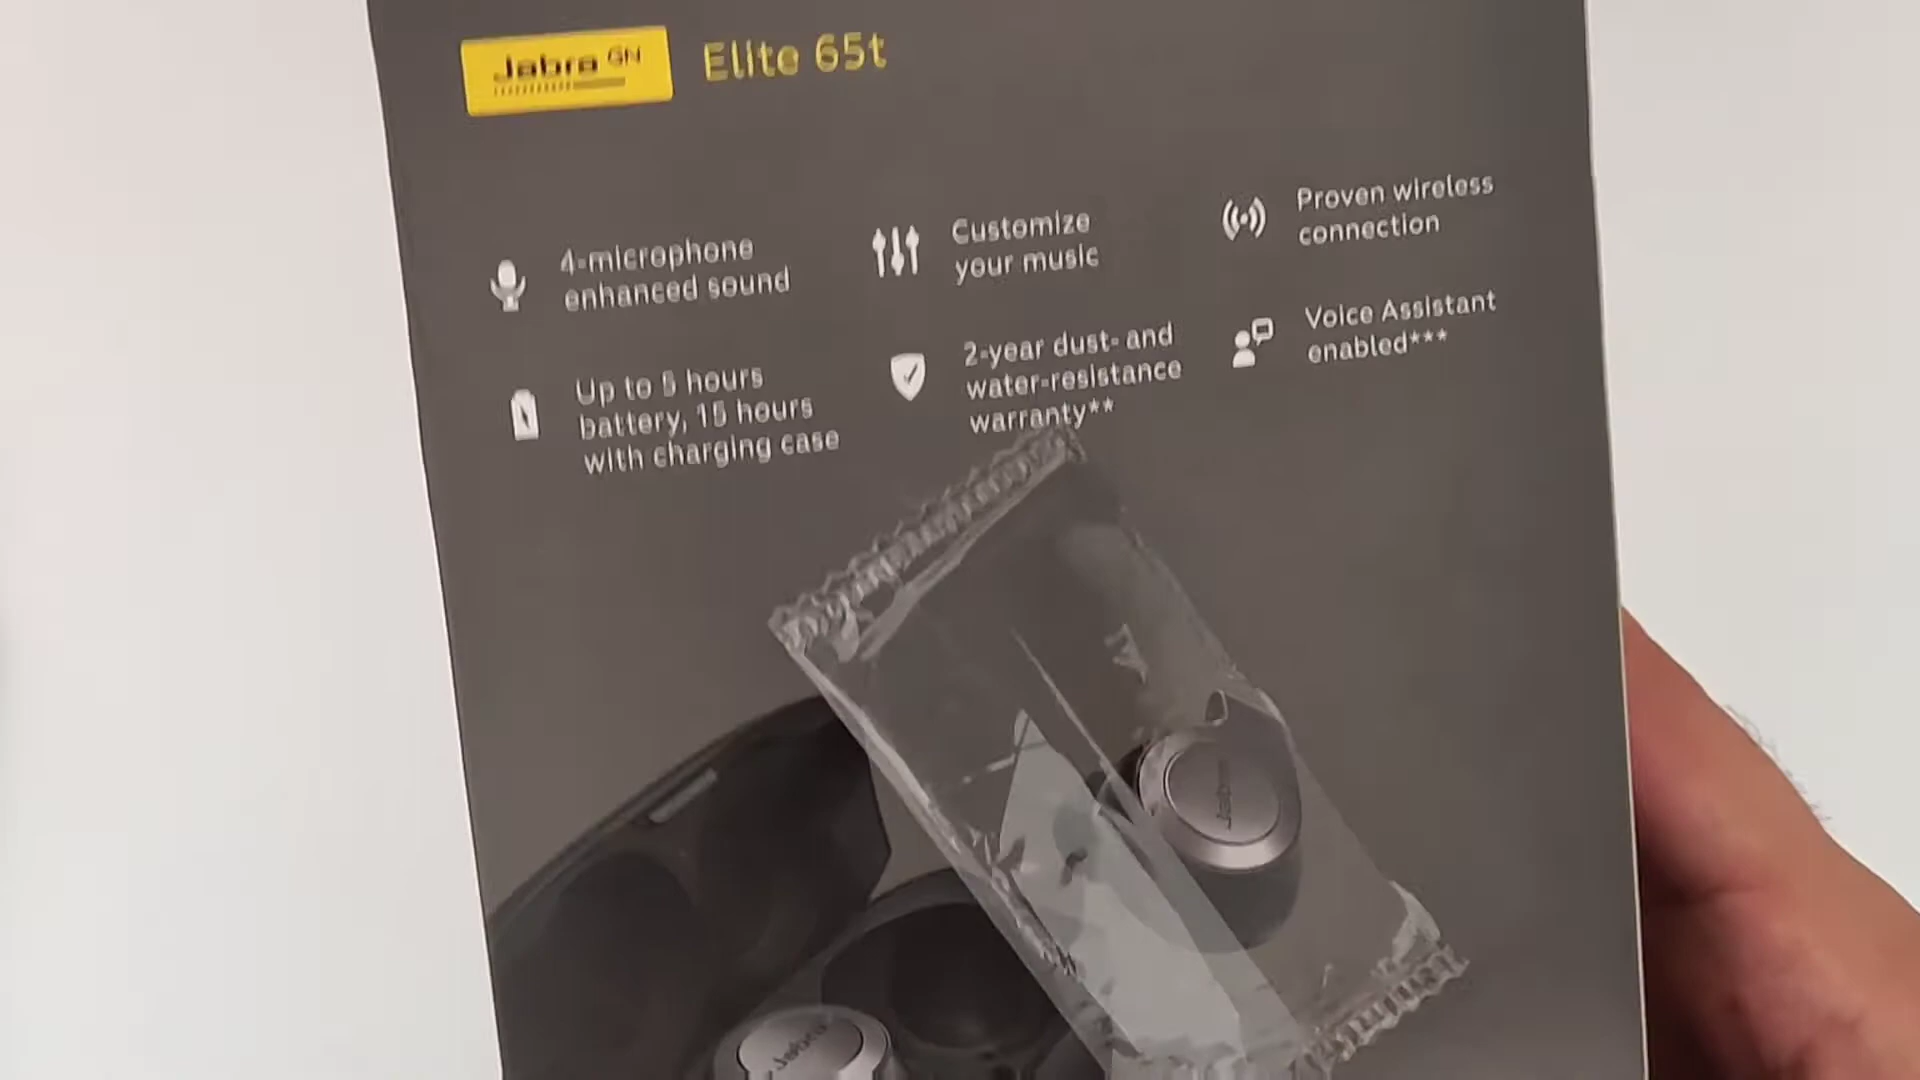 Jabra GN
Elite 65t
4-microphone
enhanced sound
Customize
your music
Proven wireless
connection
Up to 5 hours
battery, 15 hours
with charging case
2-year dust- and
water-resistance
warranty**
Voice Assistant
enabled***
Jabra
Jabra